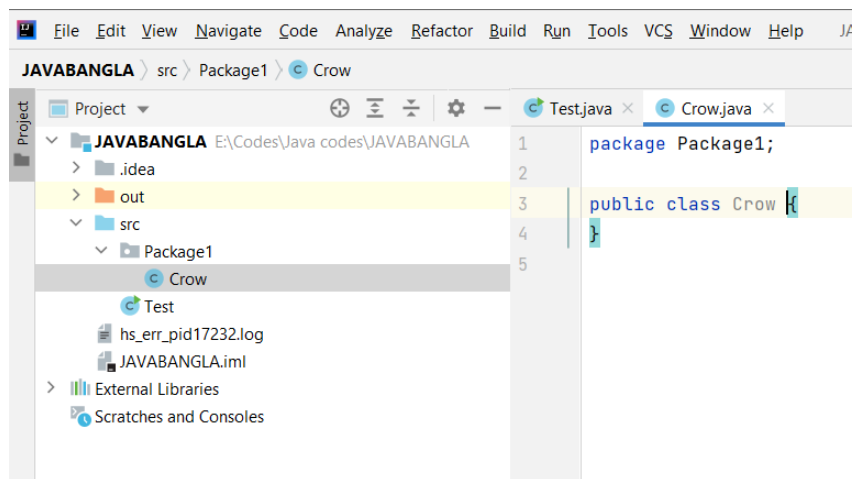 File Edit View Navigate Code Analyze Refactor Build Run Tools VCS Window Help JA
JAVABANGLA src Package1 Crow
Project
Project
Test.java Crow.java
JAVABANGLA E:\Codes\Java codes\JAVABANGLA
.idea
out
src
Package1
Crow
Test
hs_err_pid17232.log
JAVABANGLA.iml
External Libraries
Scratches and Consoles
1 package Package1;
2
3 public class Crow {
4 }
5